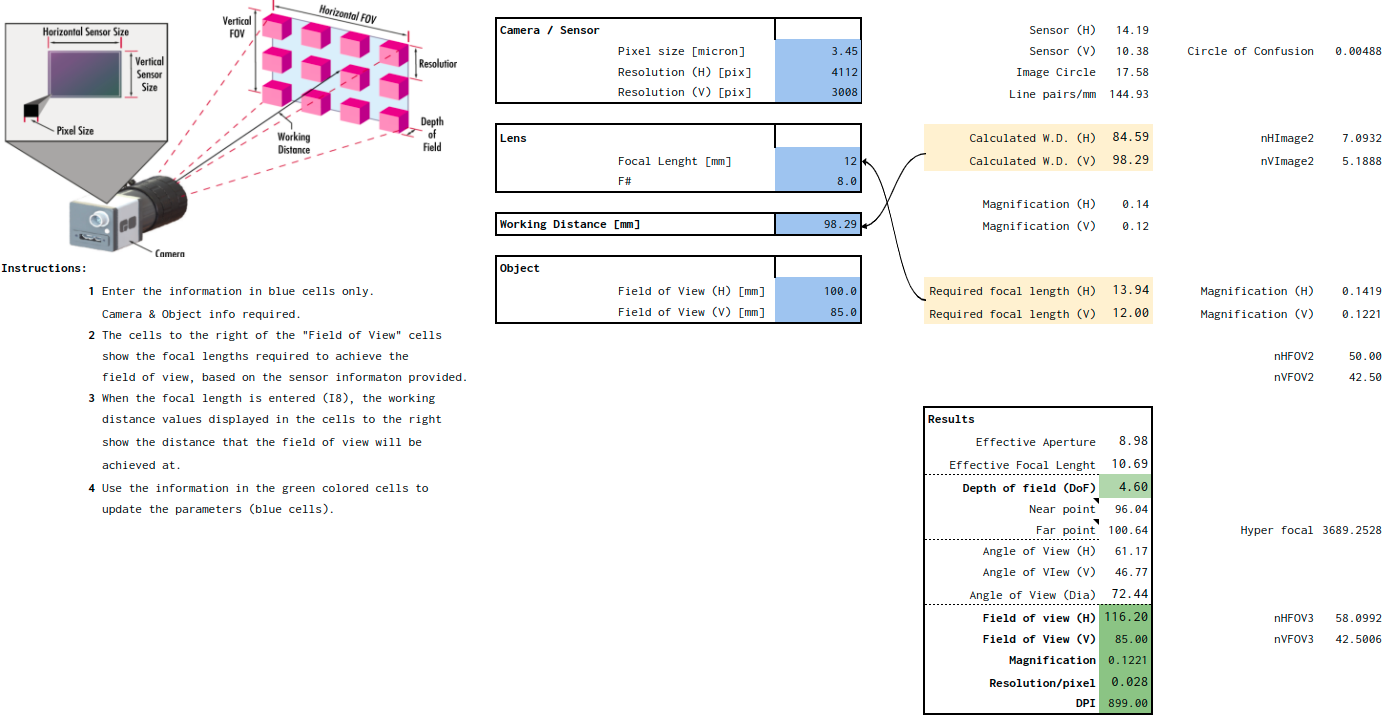 Horizontal FOV
Vertical
FOV
Horizontal Sensor Size
Vertical
Sensor
Size
Pixel Size
Resolution
Depth
of
Field
Working
Distance
Camera
Instructions:
1 Enter the information in blue cells only.
Camera & Object info required.
2 The cells to the right of the "Field of View" cells
show the focal lengths required to achieve the
field of view, based on the sensor informaton provided.
3 When the focal length is entered (I8), the working
distance values displayed in the cells to the right
show the distance that the field of view will be
achieved at.
4 Use the information in the green colored cells to
update the parameters (blue cells).
Camera / Sensor
Pixel size [micron] 3.45
Resolution (H) [pix] 4112
Resolution (V) [pix] 3008
Lens
Focal Lenght [mm] 12
F# 8.0
Working Distance [mm] 98.29
Object
Field of View (H) [mm] 100.0
Field of View (V) [mm] 85.0
Sensor (H) 14.19
Sensor (V) 10.38
Image Circle 17.58
Line pairs/mm 144.93
Calculated W.D. (H) 84.59
Calculated W.D. (V) 98.29
Magnification (H) 0.14
Magnification (V) 0.12
Required focal length (H) 13.94
Required focal length (V) 12.00
Results
Effective Aperture 8.98
Effective Focal Lenght 10.69
Depth of field (DoF) 4.60
Near point 96.04
Far point 100.64
Angle of View (H) 61.17
Angle of VIew (V) 46.77
Angle of View (Dia) 72.44
Field of view (H) 116.20
Field of View (V) 85.00
Magnification 0.1221
Resolution/pixel 0.028
DPI 899.00
Circle of Confusion 0.00488
nHImage2 7.0932
nVImage2 5.1888
Magnification (H) 0.1419
Magnification (V) 0.1221
nHFOV2 50.00
nVFOV2 42.50
Hyper focal 3689.2528
nHFOV3 58.0992
nVFOV3 42.5006